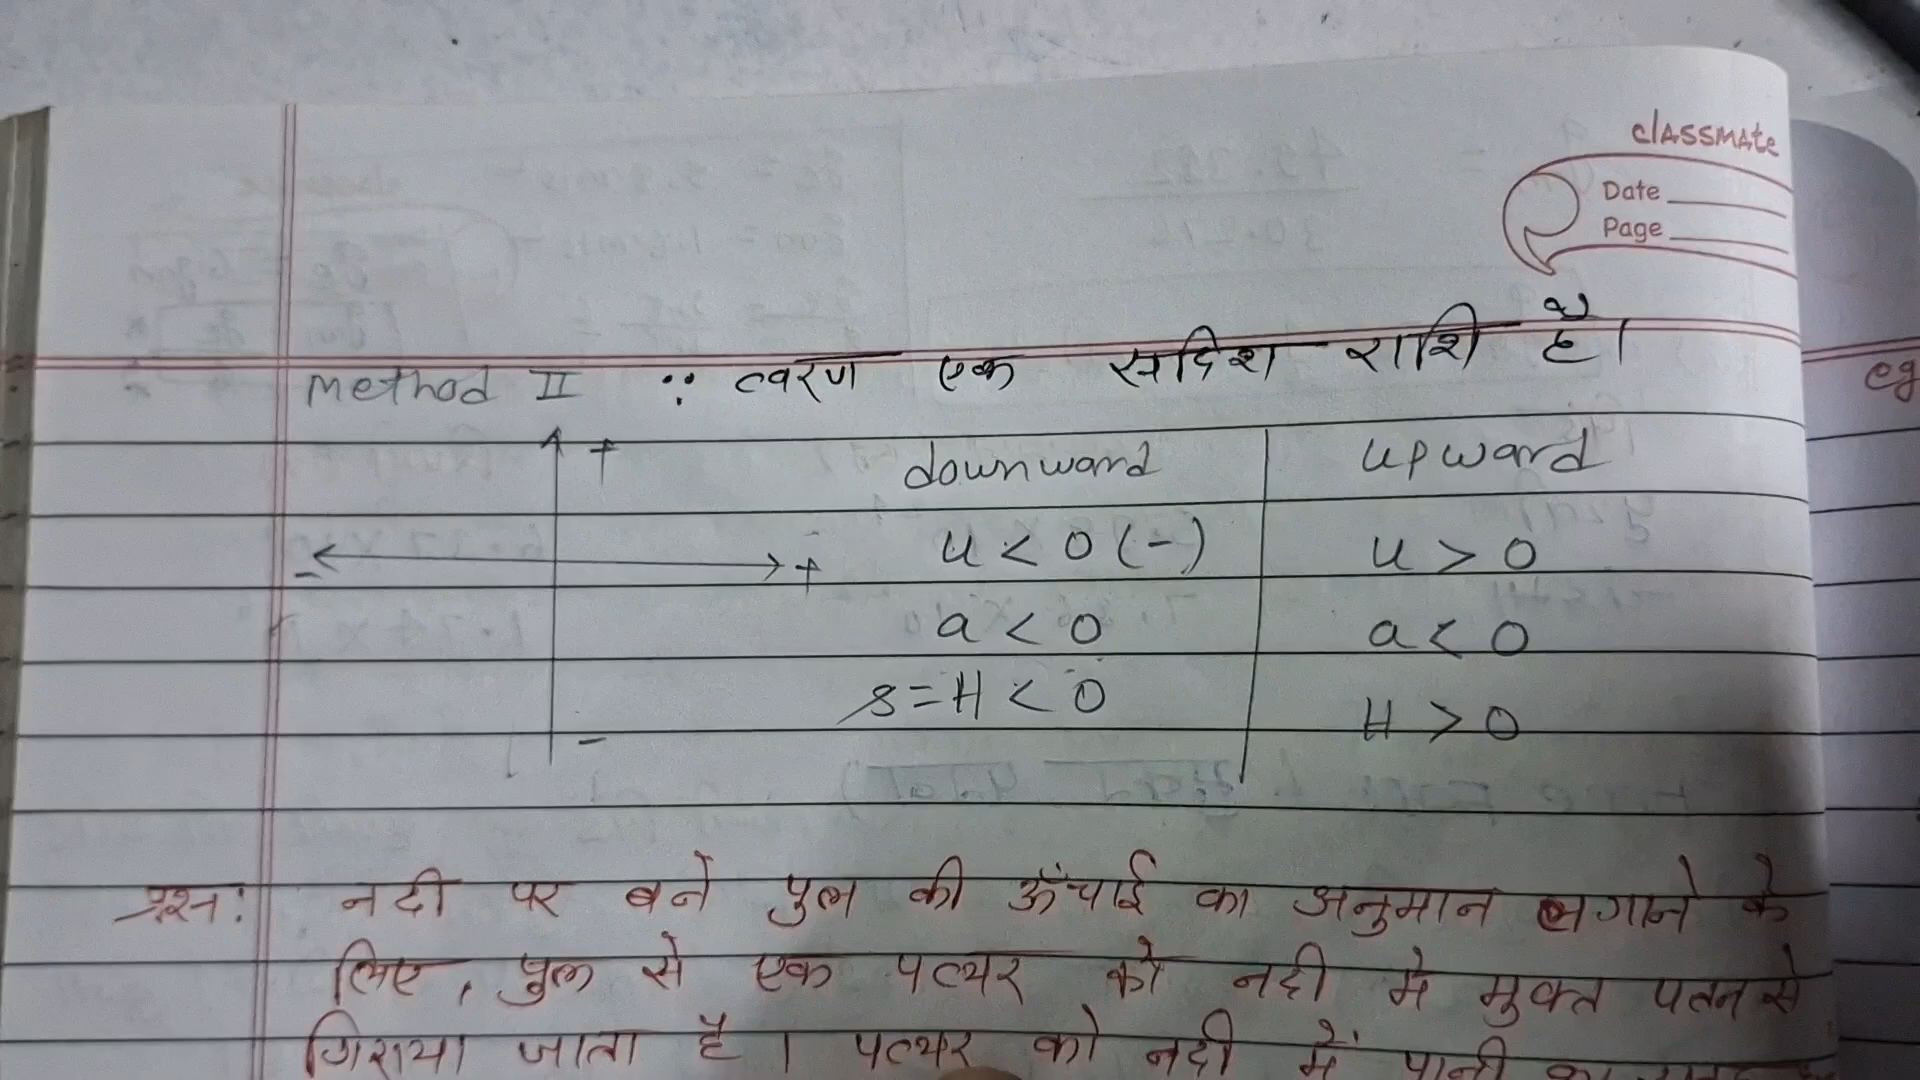 classmate
Date
Page
Method II ∵ त्वरण एक सदिश राशि है।
+ downward upward
- + u < 0 (-) u > 0
a < 0 a < 0
s = H < 0 H > 0
-
प्रश्न: नदी पर बने पुल की ऊँचाई का अनुमान लगाने के
लिए, पुल से एक पत्थर को नदी मे मुक्त पतन से
गिराया जाता है । पत्थर को नदी में पानी
eg